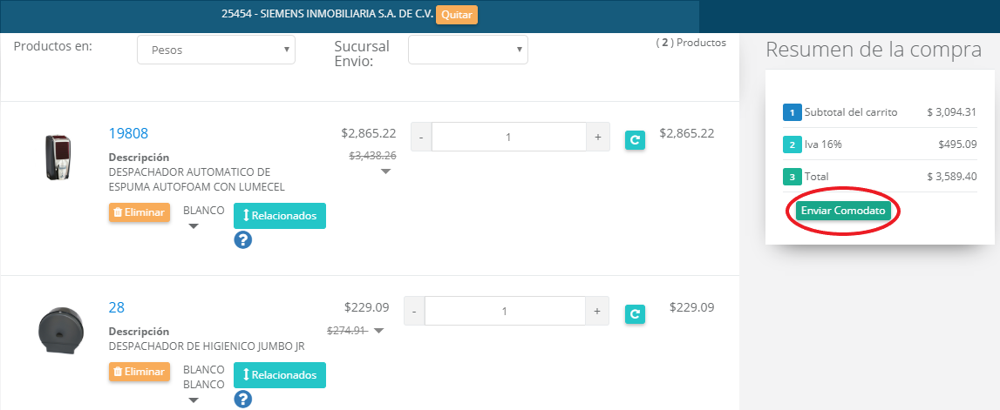 25454 - SIEMENS INMOBILIARIA S.A. DE C.V. Quitar
Productos en:
Pesos
Sucursal
Envio:
( 2 ) Productos
19808
Descripción
DESPACHADOR AUTOMATICO DE
ESPUMA AUTOFOAM CON LUMECEL
Eliminar
BLANCO
Relacionados
?
$2,865.22
$3,438.26
- 1 +
$2,865.22
28
Descripción
DESPACHADOR DE HIGIENICO JUMBO JR
Eliminar
BLANCO
BLANCO
Relacionados
?
$229.09
$274.91
- 1 +
$229.09
Resumen de la compra
1 Subtotal del carrito $ 3,094.31
2 Iva 16% $495.09
3 Total $ 3,589.40
Enviar Comodato